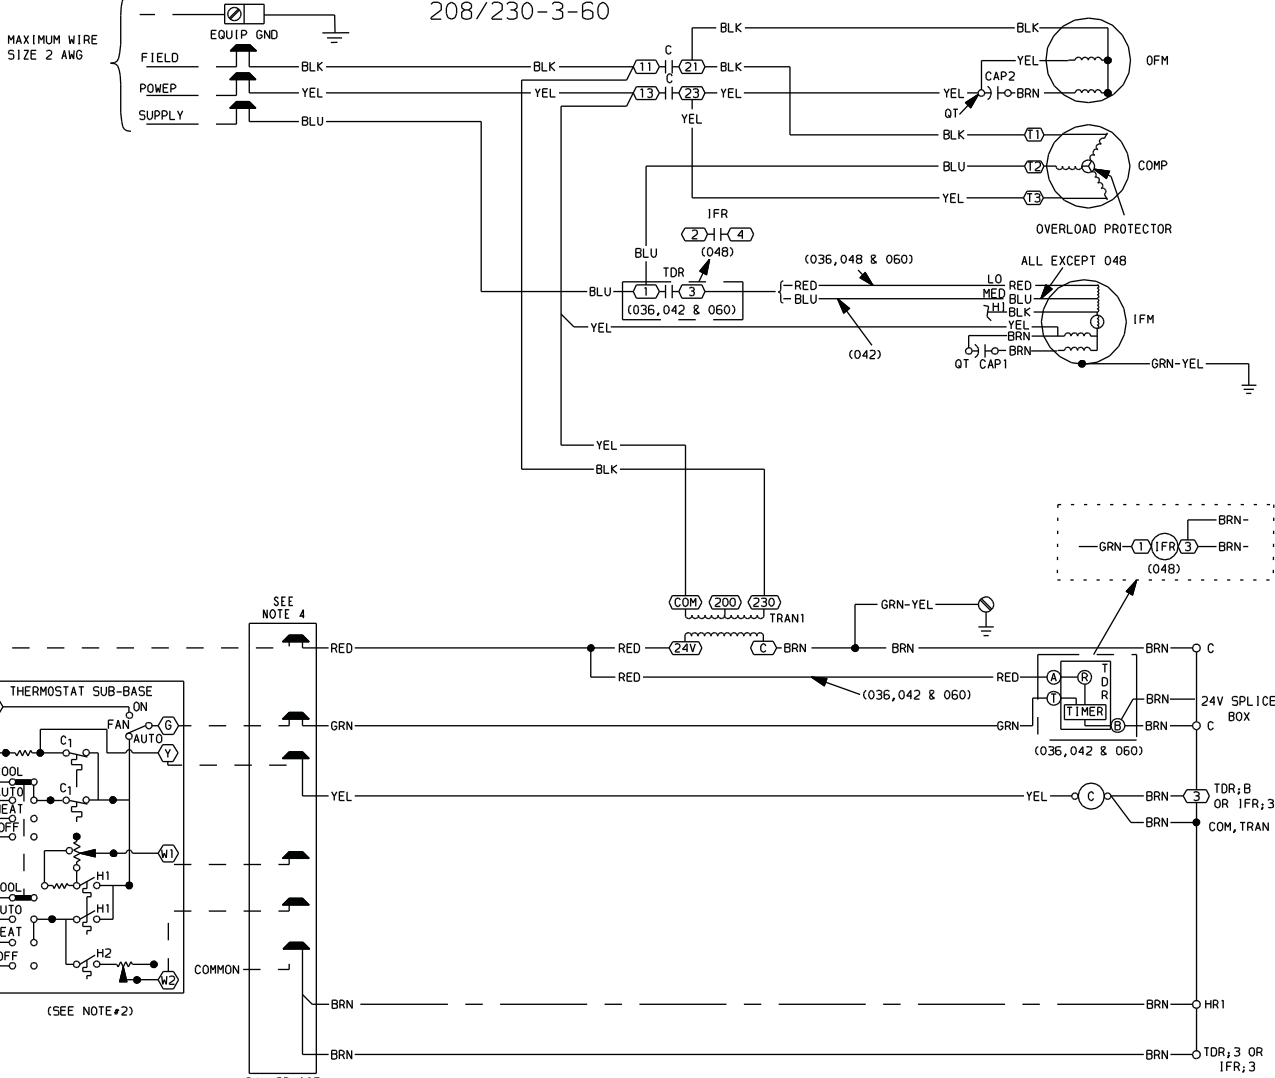 208/230-3-60
MAXIMUM WIRE
SIZE 2 AWG
EQUIP GND
FIELD
POWEP
SUPPLY
BLK
BLK
11
C
21
BLK
BLK
BLK
YEL
YEL
13
C
23
YEL
YEL
BLU
YEL
YEL
CAP2
BRN
QT
OFM
BLK
T1
BLU
T2
YEL
T3
COMP
OVERLOAD PROTECTOR
IFR
2
4
(048)
BLU
TDR
BLU
1
3
(036,042 & 060)
(036,048 & 060)
ALL EXCEPT 048
RED
BLU
LO
RED
MED
BLU
HI
BLK
YEL
YEL
BRN
BRN
QT CAP1
IFM
(042)
GRN-YEL
YEL
BLK
BRN-
GRN
1
IFR
3
BRN-
(048)
SEE
NOTE 4
COM
200
230
TRAN1
GRN-YEL
RED
RED
24V
C
BRN
BRN
BRN
C
RED
RED
(036,042 & 060)
A
R
T
D
R
T
TIMER
B
BRN
24V SPLICE
BOX
GRN
GRN
BRN
C
(036,042 & 060)
THERMOSTAT SUB-BASE
ON
FAN
AUTO
G
Y
C1
OOL
UTO
EAT
OFF
C1
W1
H1
OOL
UTO
EAT
OFF
H1
H2
W2
(SEE NOTE#2)
YEL
YEL
C
BRN
3
TDR;B
OR IFR;3
BRN
COM,TRAN
COMMON
BRN
BRN
HR1
BRN
BRN
TDR;3 OR
IFR;3